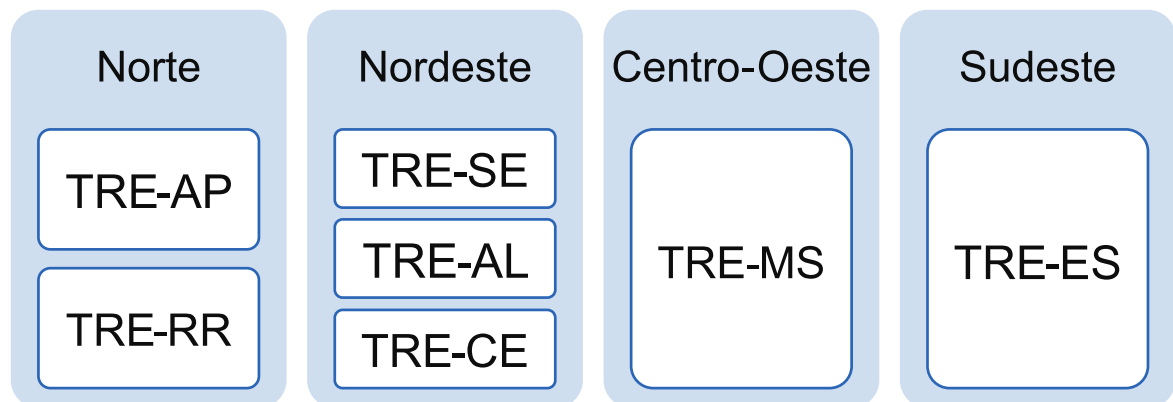 Norte
TRE-AP
TRE-RR
Nordeste
TRE-SE
TRE-AL
TRE-CE
Centro-Oeste
TRE-MS
Sudeste
TRE-ES